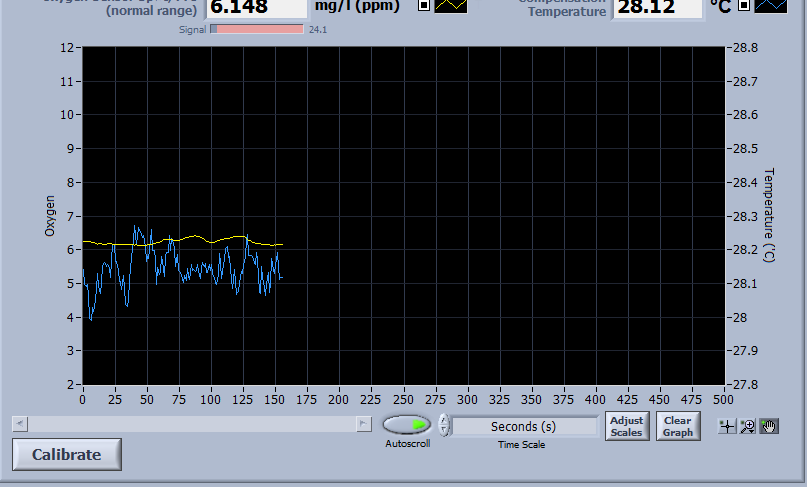 (normal range) 6.148 mg/l (ppm)
Compensation
Temperature 28.12 °C
Signal 24.1
12 28.8
11 28.7
10 28.6
9 28.5
8 28.4
7 28.3
6 28.2
5 28.1
4 28
3 27.9
2 27.8
Oxygen
Temperature (°C)
0 25 50 75 100 125 150 175 200 225 250 275 300 325 350 375 400 425 450 475 500
Autoscroll
Seconds (s)
Time Scale
Adjust
Scales
Clear
Graph
Calibrate